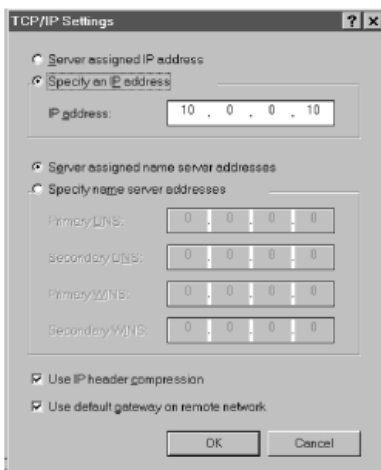 TCP/IP Settings
Server assigned IP address
Specify an IP address
IP address: 10 . 0 . 0 . 10
Server assigned name server addresses
Specify name server addresses
Primary DNS: 0 . 0 . 0 . 0
Secondary DNS: 0 . 0 . 0 . 0
Primary WINS: 0 . 0 . 0 . 0
Secondary WINS: 0 . 0 . 0 . 0
Use IP header compression
Use default gateway on remote network
OK Cancel